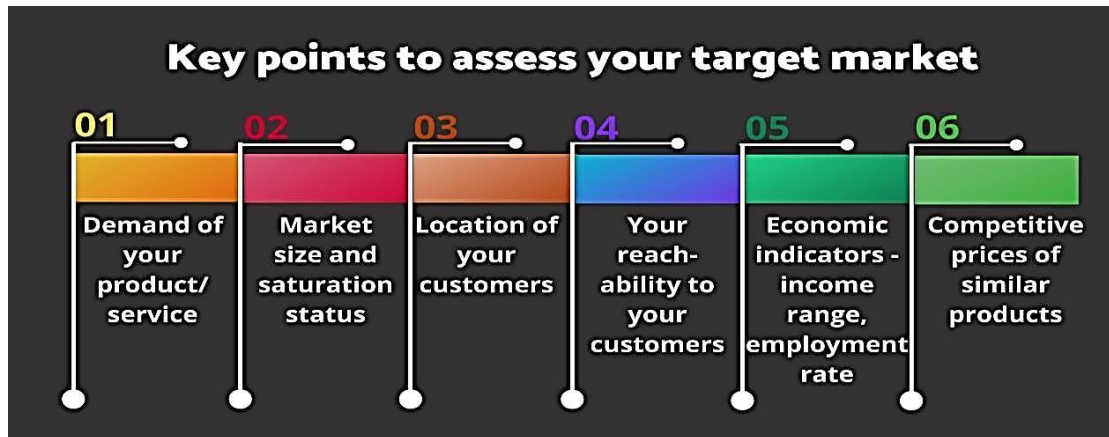 Key points to assess your target market
01
Demand of
your
product/
service
02
Market
size and
saturation
status
03
Location of
your
customers
04
Your
reach-
ability to
your
customers
05
Economic
indicators -
income
range,
employment
rate
06
Competitive
prices of
similar
products